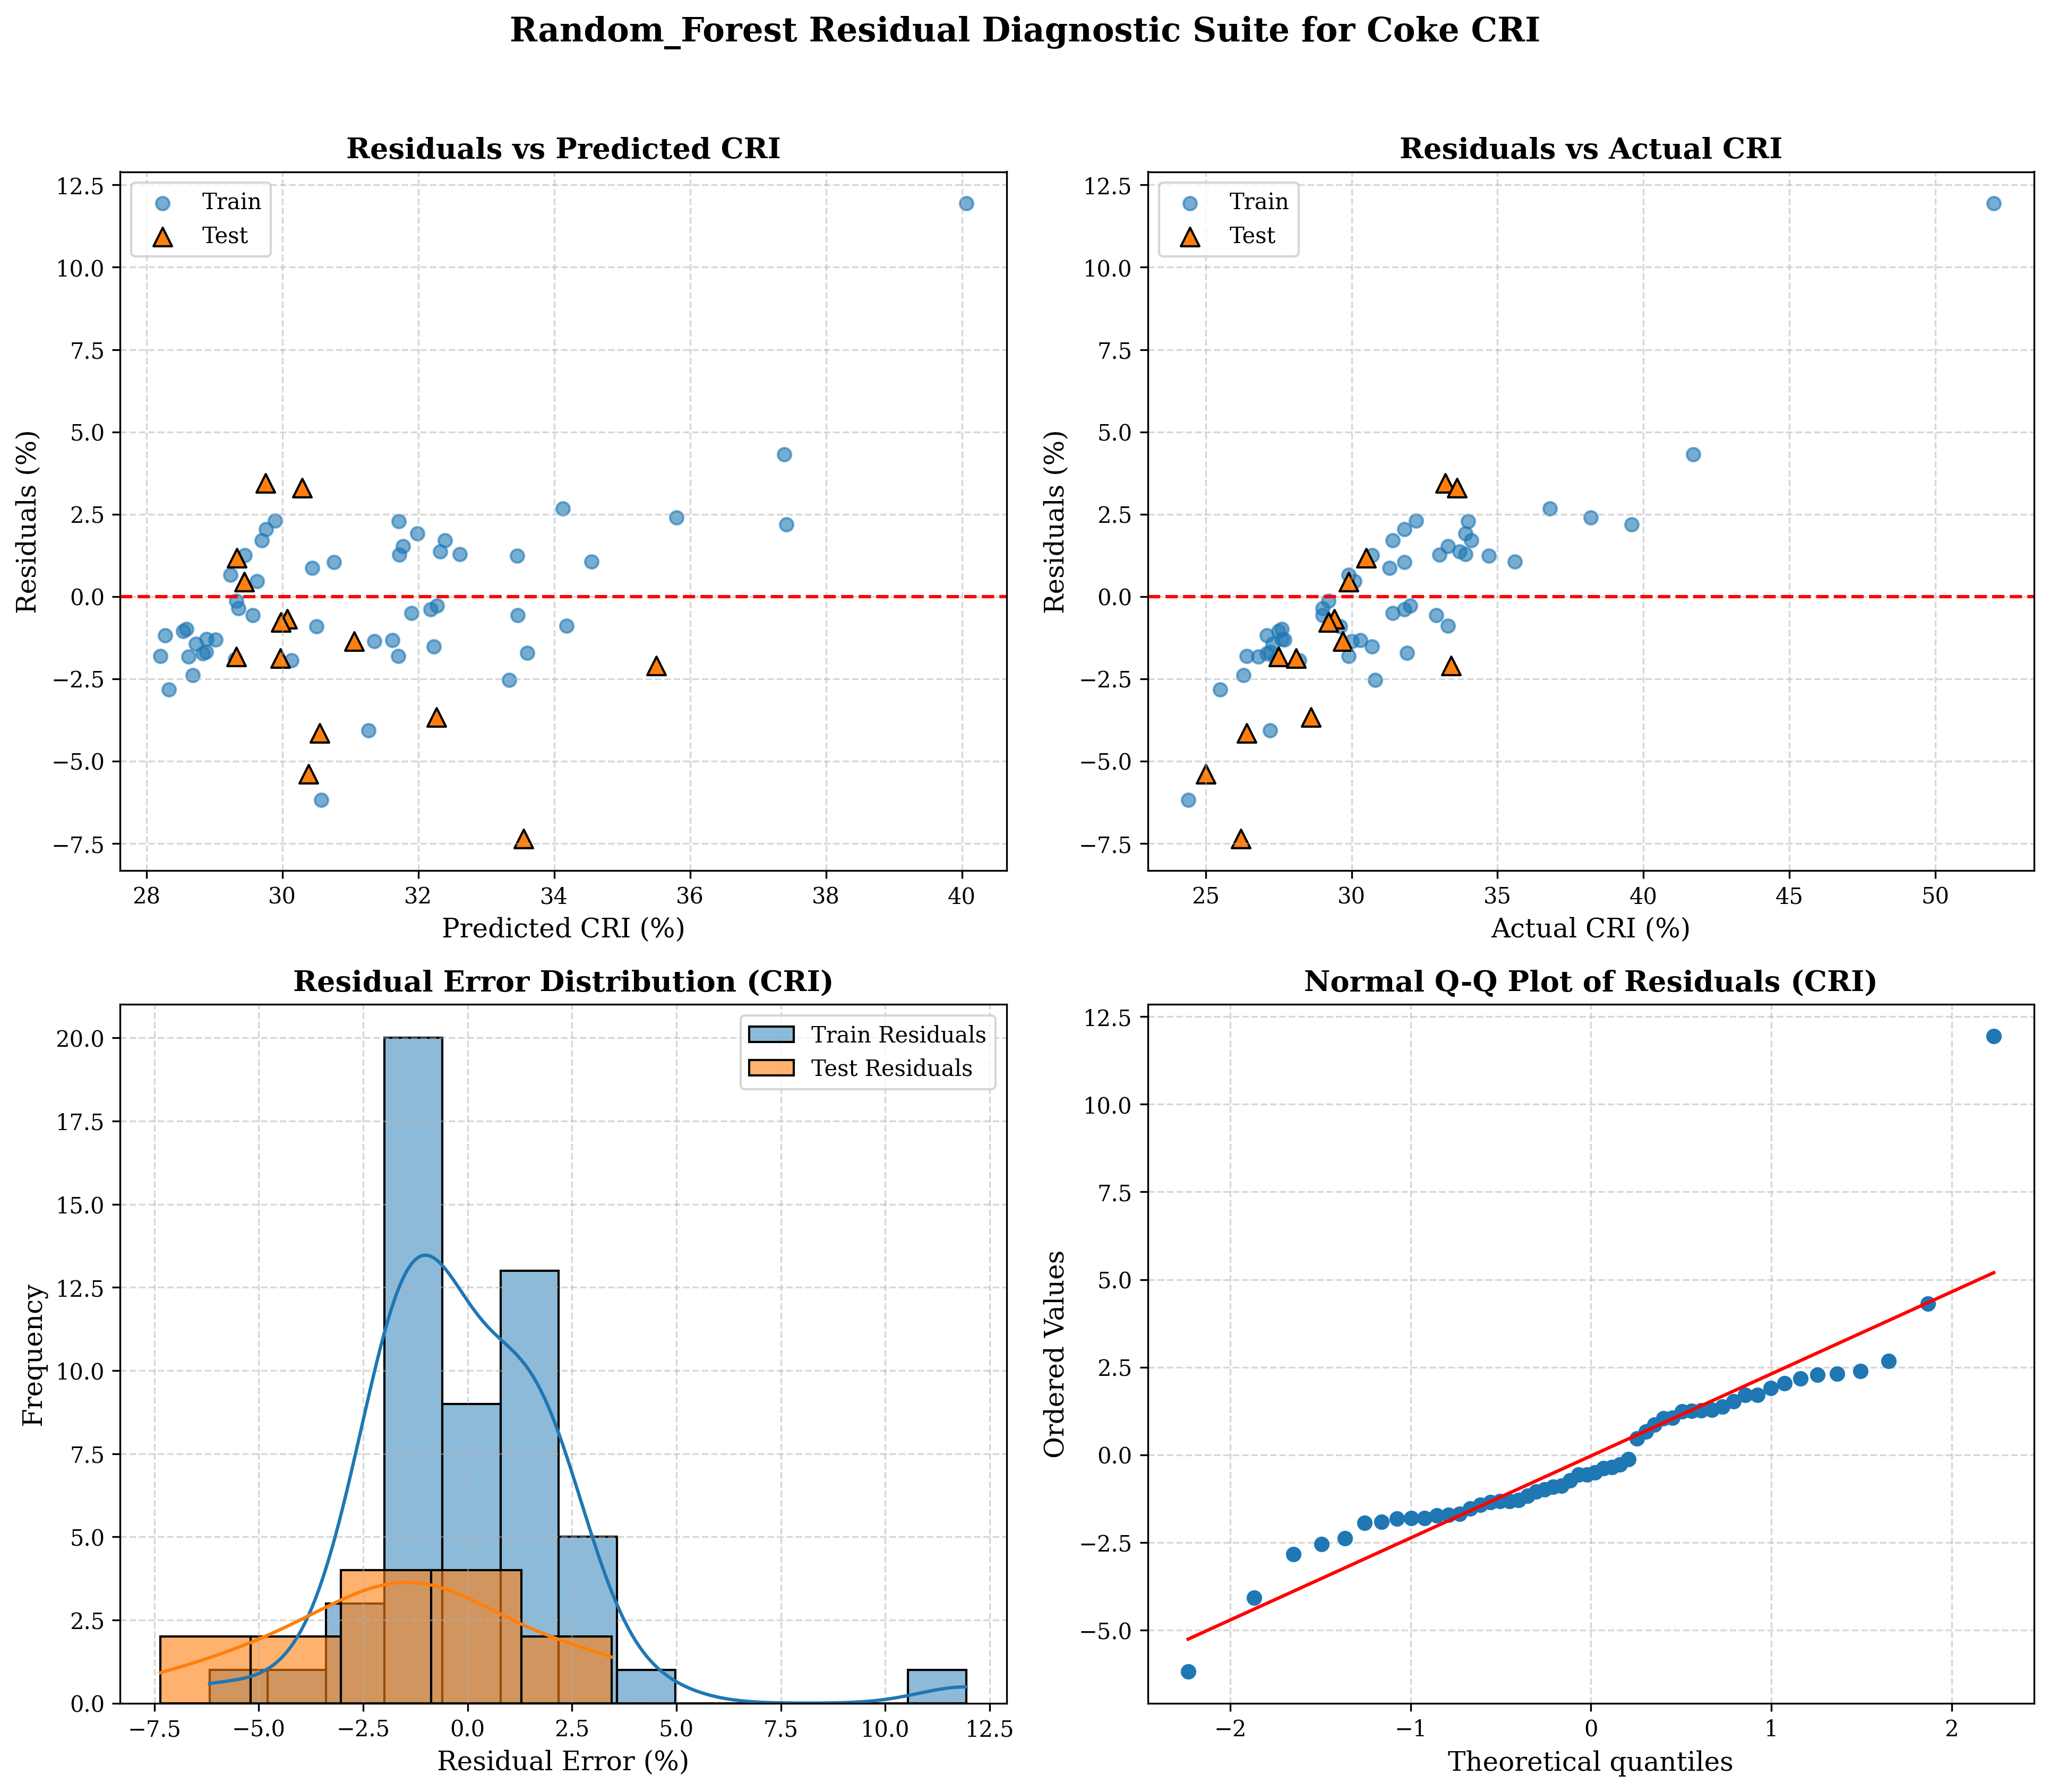 Random_Forest Residual Diagnostic Suite for Coke CRI
Residuals vs Predicted CRI
Train
Test
12.5
10.0
7.5
5.0
2.5
0.0
−2.5
−5.0
−7.5
Residuals (%)
28 30 32 34 36 38 40
Predicted CRI (%)
Residuals vs Actual CRI
Train
Test
12.5
10.0
7.5
5.0
2.5
0.0
−2.5
−5.0
−7.5
Residuals (%)
25 30 35 40 45 50
Actual CRI (%)
Residual Error Distribution (CRI)
Train Residuals
Test Residuals
20.0
17.5
15.0
12.5
10.0
7.5
5.0
2.5
0.0
Frequency
−7.5 −5.0 −2.5 0.0 2.5 5.0 7.5 10.0 12.5
Residual Error (%)
Normal Q-Q Plot of Residuals (CRI)
12.5
10.0
7.5
5.0
2.5
0.0
−2.5
−5.0
Ordered Values
−2 −1 0 1 2
Theoretical quantiles